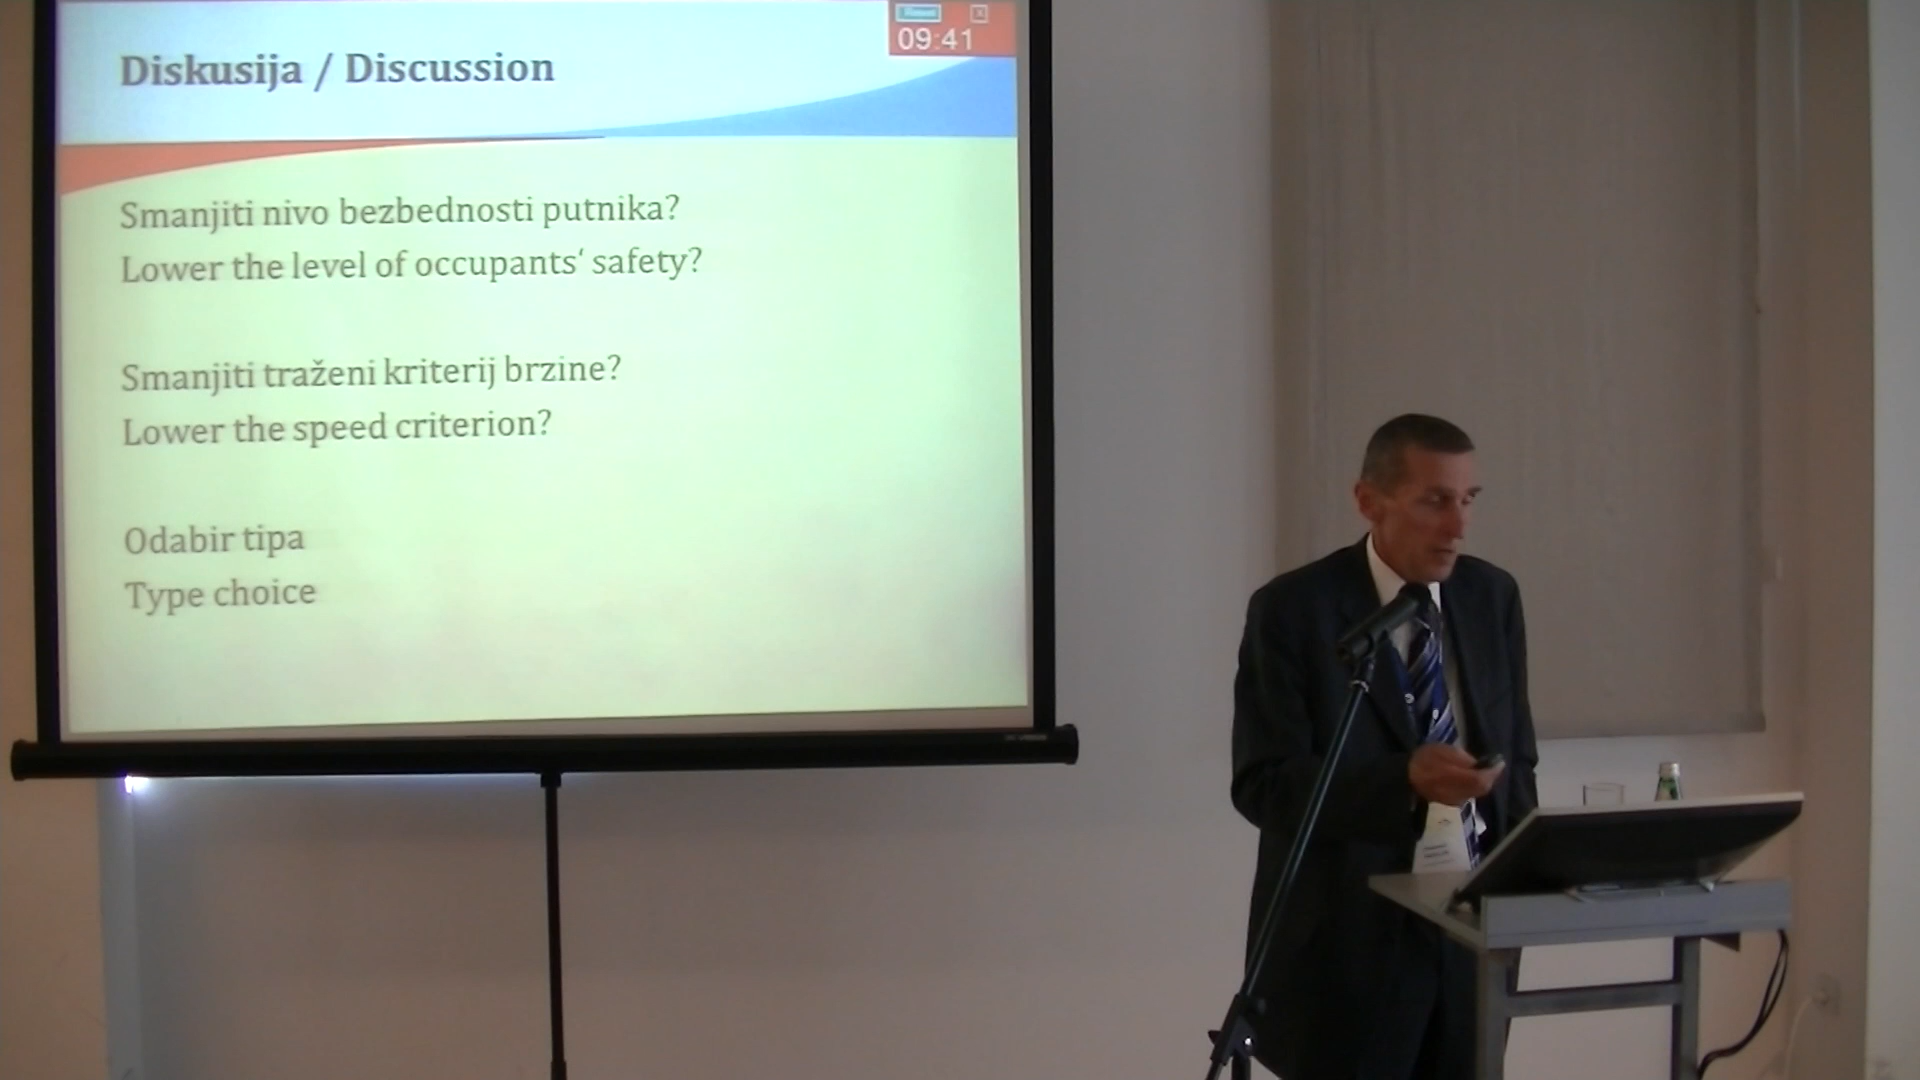 09:41
Diskusija / Discussion
Smanjiti nivo bezbednosti putnika?
Lower the level of occupants‘ safety?
Smanjiti traženi kriterij brzine?
Lower the speed criterion?
Odabir tipa
Type choice